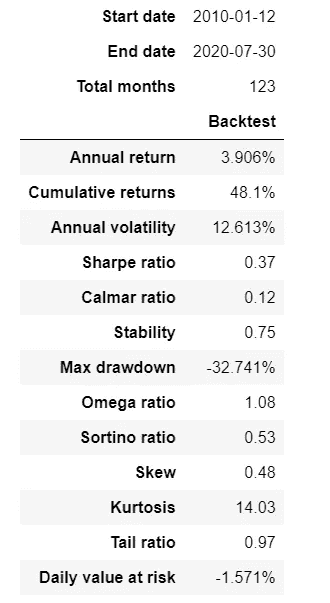 Start date 2010-01-12
End date 2020-07-30
Total months 123
Backtest
Annual return 3.906%
Cumulative returns 48.1%
Annual volatility 12.613%
Sharpe ratio 0.37
Calmar ratio 0.12
Stability 0.75
Max drawdown -32.741%
Omega ratio 1.08
Sortino ratio 0.53
Skew 0.48
Kurtosis 14.03
Tail ratio 0.97
Daily value at risk -1.571%